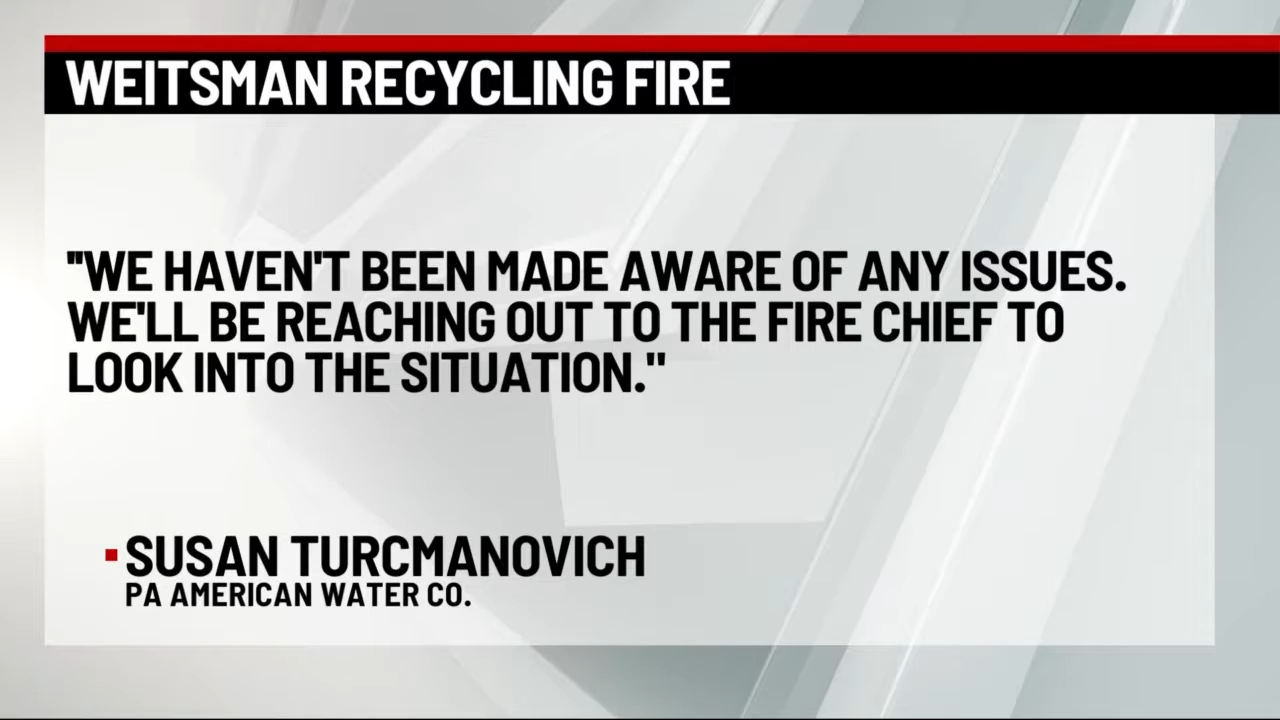 WEITSMAN RECYCLING FIRE
"WE HAVEN'T BEEN MADE AWARE OF ANY ISSUES.
WE'LL BE REACHING OUT TO THE FIRE CHIEF TO
LOOK INTO THE SITUATION."
SUSAN TURCMANOVICH
PA AMERICAN WATER CO.